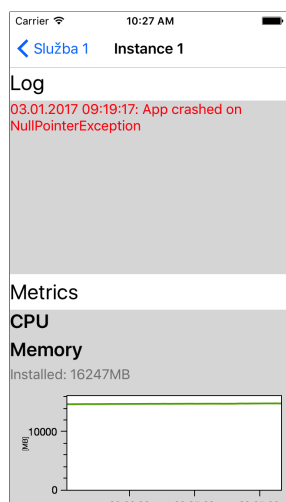 Carrier 10:27 AM
Služba 1 Instance 1
Log
03.01.2017 09:19:17: App crashed on
NullPointerException
Metrics
CPU
Memory
Installed: 16247MB
10000
[MB]
0